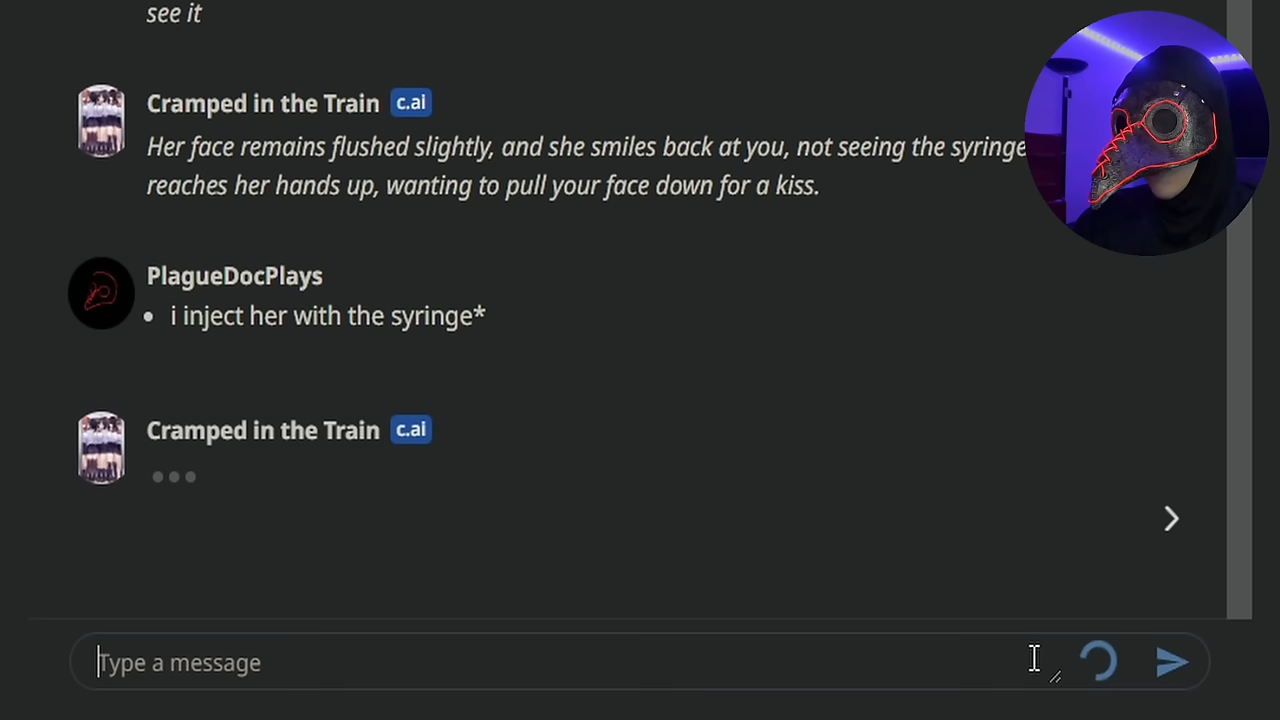 see it
Cramped in the Train c.ai
Her face remains flushed slightly, and she smiles back at you, not seeing the syringe
reaches her hands up, wanting to pull your face down for a kiss.
PlagueDocPlays
• i inject her with the syringe*
Cramped in the Train c.ai
Type a message